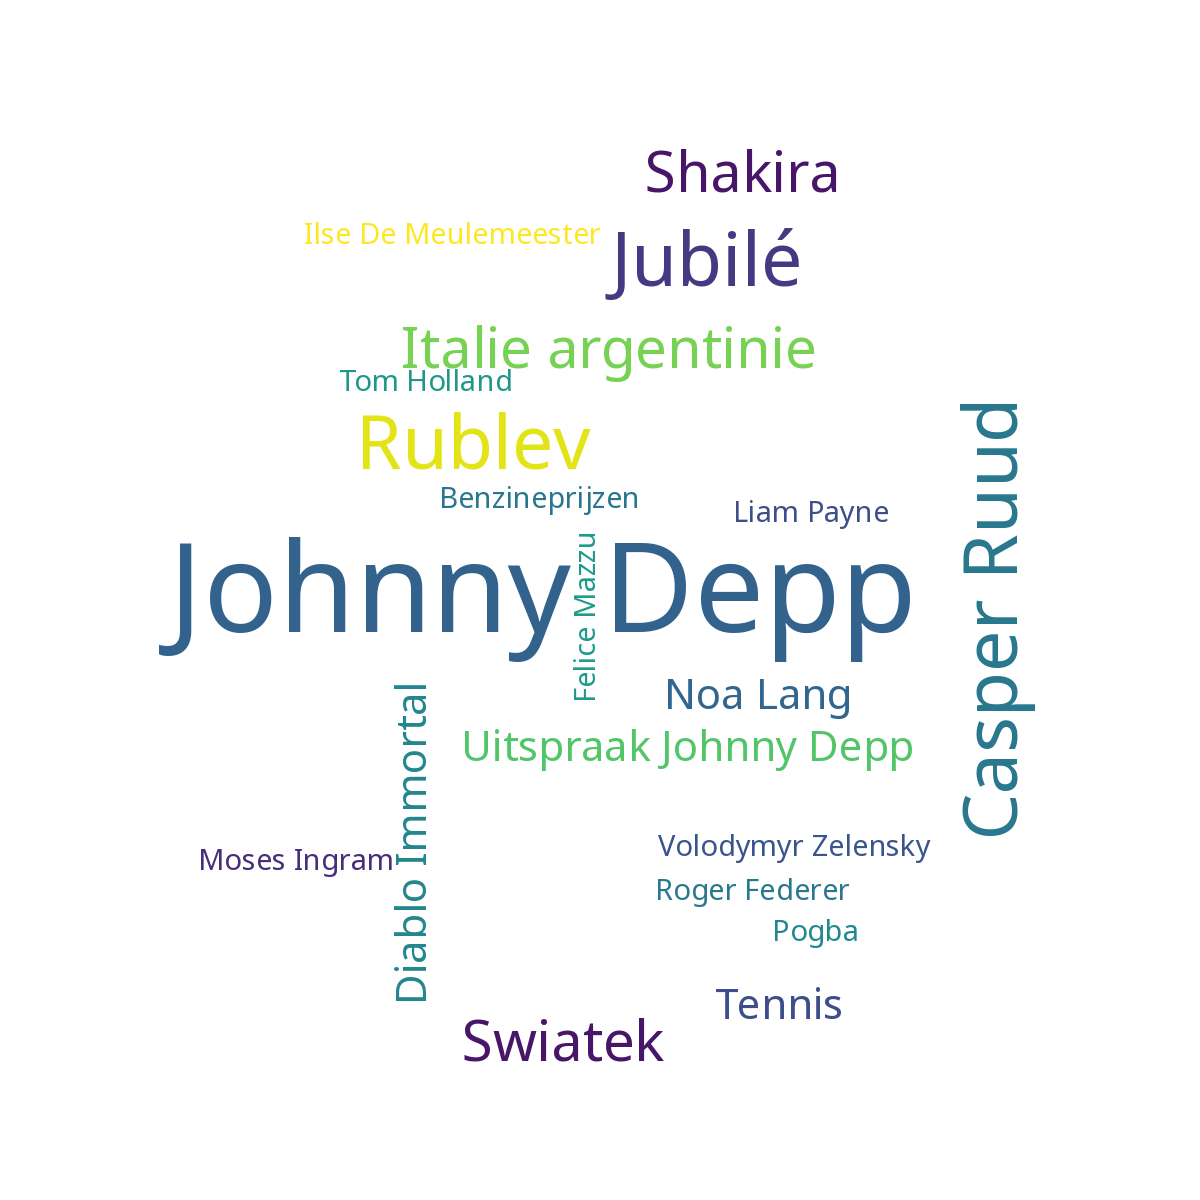 Shakira
Ilse De Meulemeester
Jubilé
Italie argentinie
Tom Holland
Rublev
Casper Ruud
Benzineprijzen
Liam Payne
Johnny Depp
Felice Mazzu
Noa Lang
Diablo Immortal
Uitspraak Johnny Depp
Volodymyr Zelensky
Moses Ingram
Roger Federer
Pogba
Tennis
Swiatek